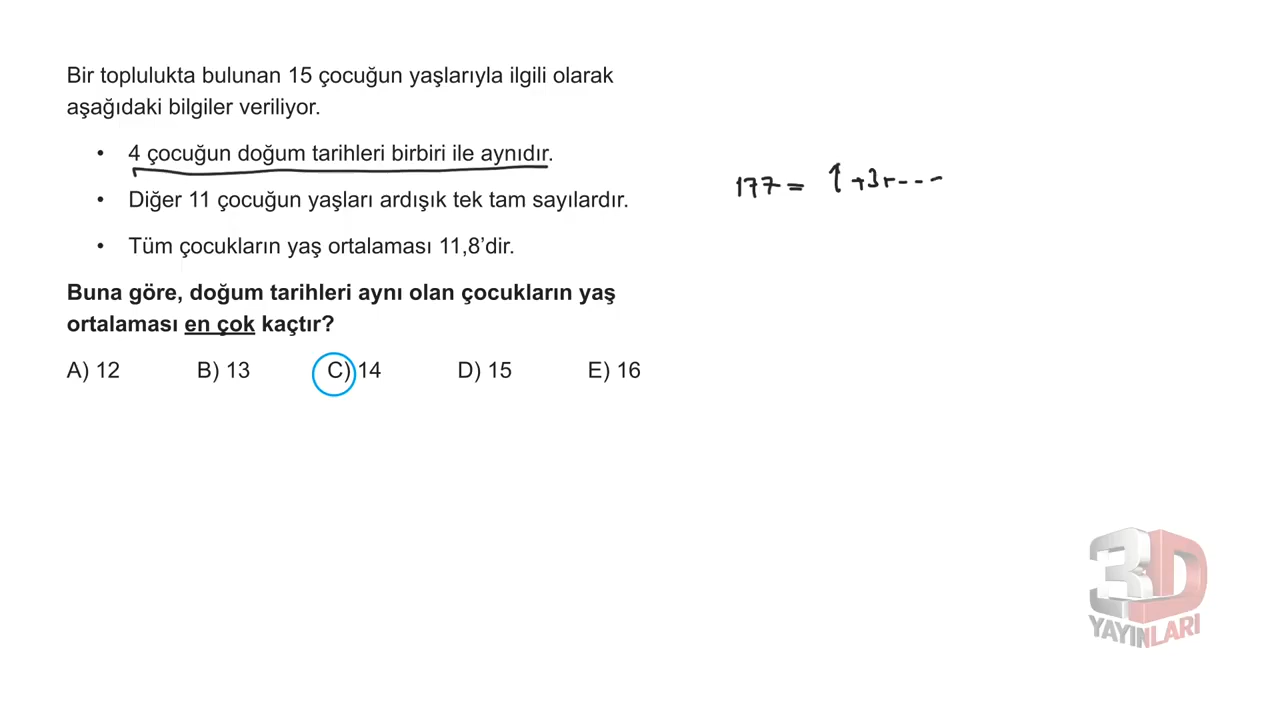 Bir toplulukta bulunan 15 çocuğun yaşlarıyla ilgili olarak
aşağıdaki bilgiler veriliyor.
• 4 çocuğun doğum tarihleri birbiri ile aynıdır.
• Diğer 11 çocuğun yaşları ardışık tek tam sayılardır.
• Tüm çocukların yaş ortalaması 11,8’dir.
Buna göre, doğum tarihleri aynı olan çocukların yaş
ortalaması en çok kaçtır?
A) 12 B) 13 C) 14 D) 15 E) 16
177 = 1 +3+----
3D
YAYINLARI